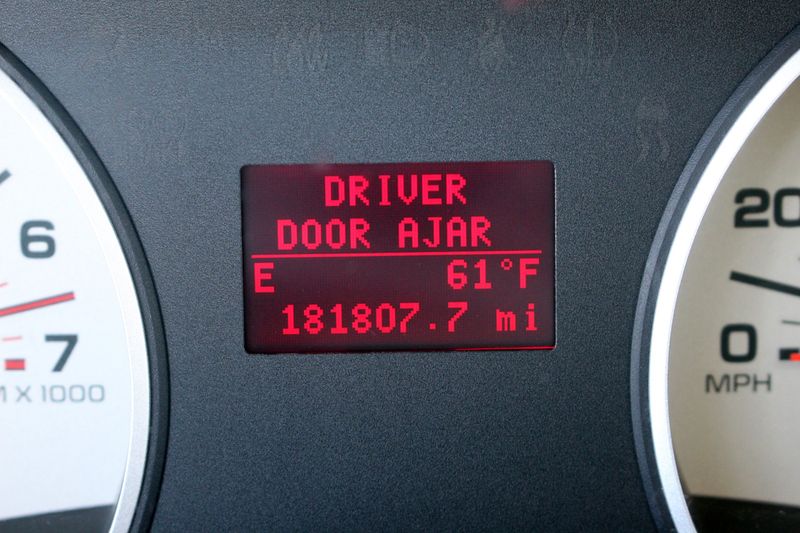 DRIVER
DOOR AJAR
E 61°F
181807.7 mi
6
7
X 1000
20
0
MPH